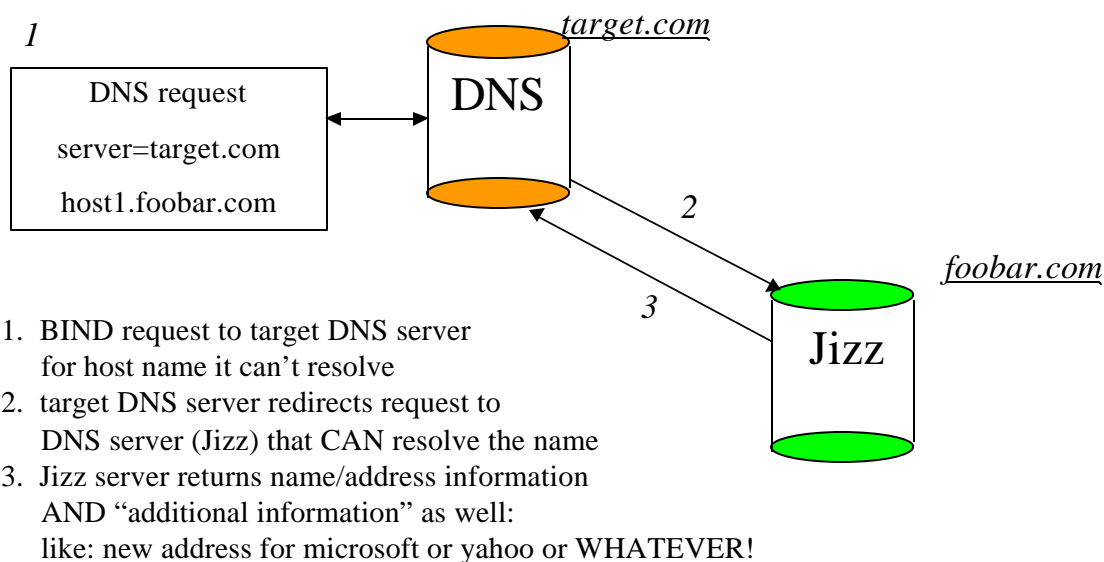 1
target.com
DNS request
server=target.com
host1.foobar.com
DNS
2
3
foobar.com
Jizz
1. BIND request to target DNS server
for host name it can’t resolve
2. target DNS server redirects request to
DNS server (Jizz) that CAN resolve the name
3. Jizz server returns name/address information
AND “additional information” as well:
like: new address for microsoft or yahoo or WHATEVER!